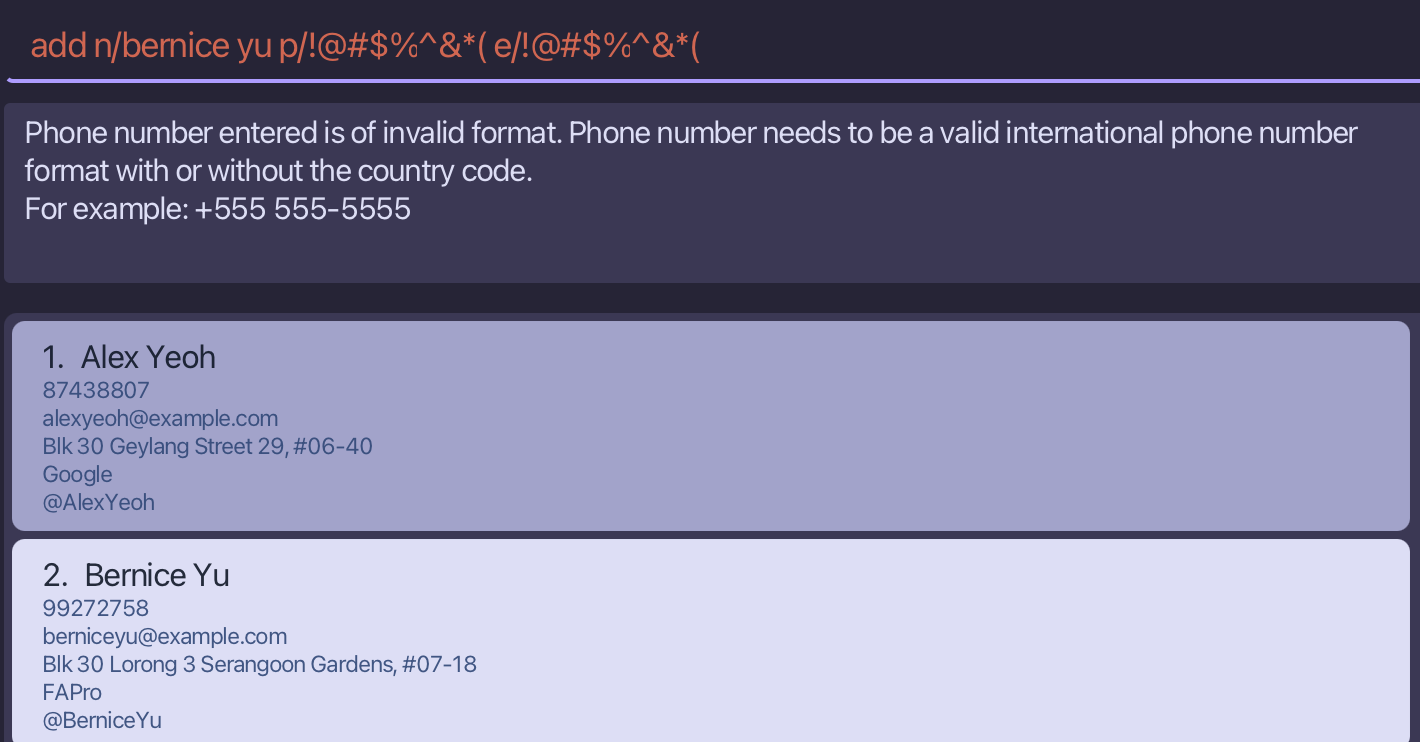 add n/bernice yu p/!@#$%^&*( e/!@#$%^&*(
Phone number entered is of invalid format. Phone number needs to be a valid international phone number
format with or without the country code.
For example: +555 555-5555
1. Alex Yeoh
87438807
alexyeoh@example.com
Blk 30 Geylang Street 29, #06-40
Google
@AlexYeoh
2. Bernice Yu
99272758
berniceyu@example.com
Blk 30 Lorong 3 Serangoon Gardens, #07-18
FAPro
@BerniceYu